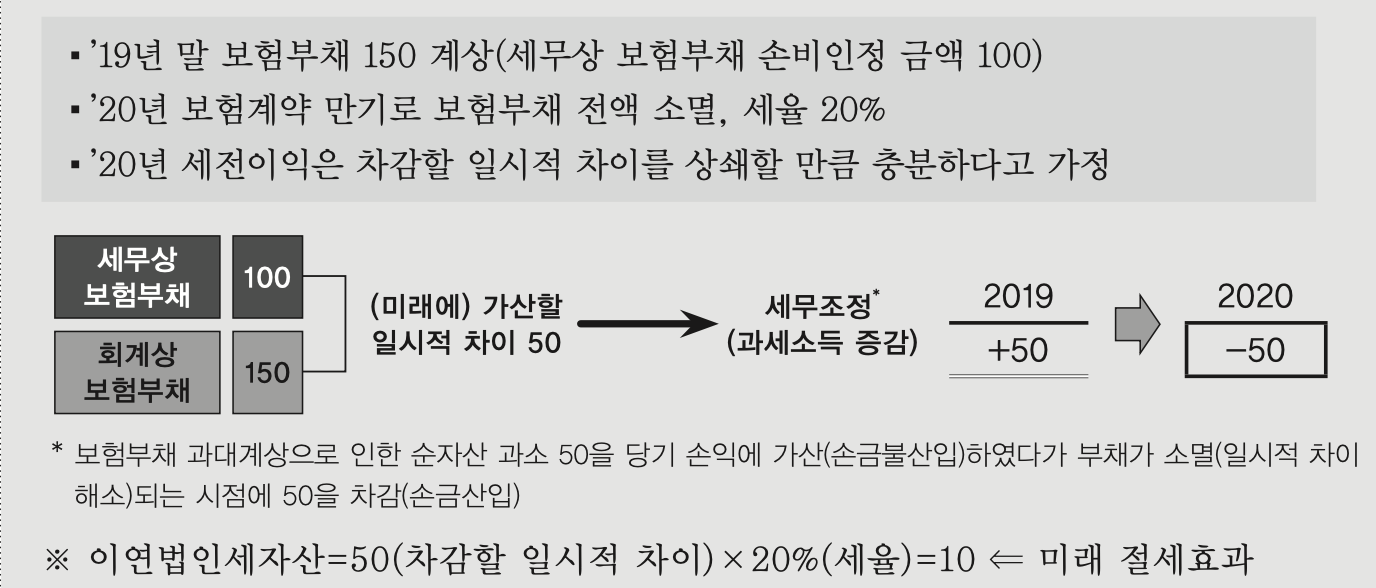 ▪ ’19년 말 보험부채 150 계상(세무상 보험부채 손비인정 금액 100)
▪ ’20년 보험계약 만기로 보험부채 전액 소멸, 세율 20%
▪ ’20년 세전이익은 차감할 일시적 차이를 상쇄할 만큼 충분하다고 가정
세무상
보험부채
100
회계상
보험부채
150
(미래에) 가산할
일시적 차이 50
세무조정*
(과세소득 증감)
2019
+50
2020
−50
* 보험부채 과대계상으로 인한 순자산 과소 50을 당기 손익에 가산(손금불산입)하였다가 부채가 소멸(일시적 차이
해소)되는 시점에 50을 차감(손금산입)
※ 이연법인세자산=50(차감할 일시적 차이)×20%(세율)=10 ⇐ 미래 절세효과